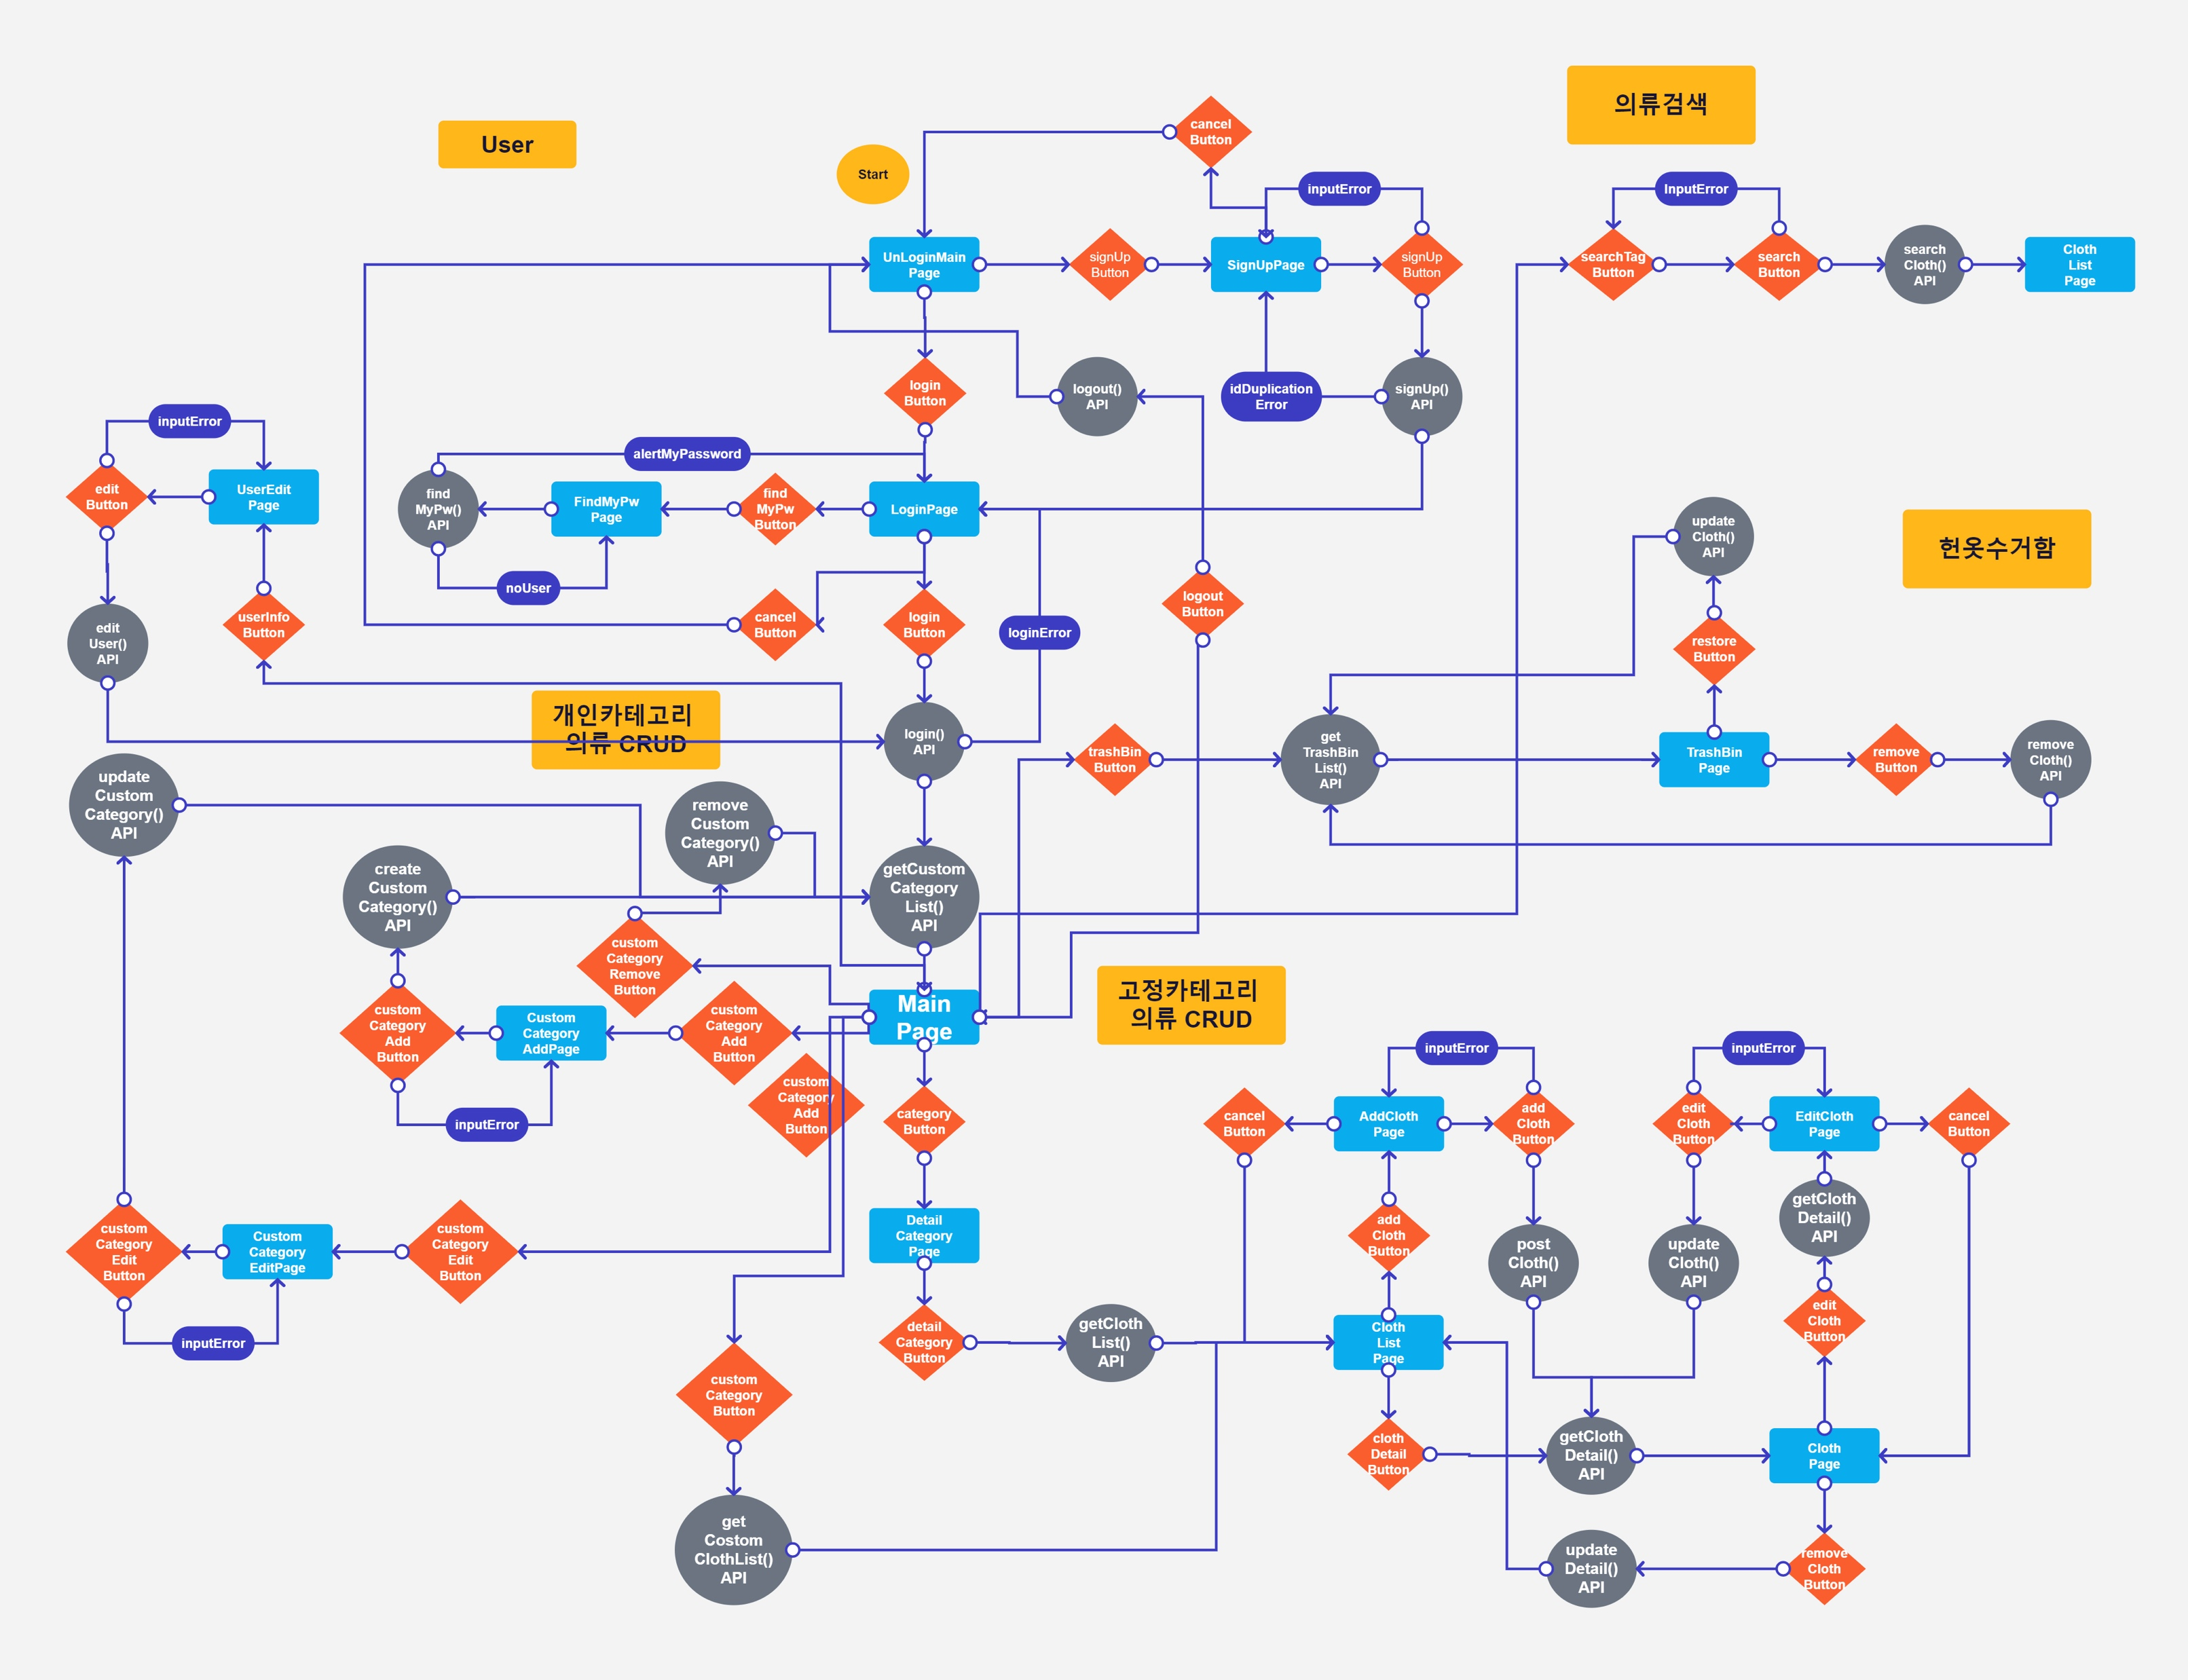 의류검색
User
cancel
Button
Start
inputError
InputError
UnLoginMain
Page
signUp
Button
SignUpPage
signUp
Button
searchTag
Button
search
Button
search
Cloth()
API
Cloth
List
Page
login
Button
logout()
API
idDuplication
Error
signUp()
API
inputError
alertMyPassword
edit
Button
UserEdit
Page
find
MyPw()
API
FindMyPw
Page
find
MyPw
Button
LoginPage
update
Cloth()
API
헌옷수거함
noUser
logout
Button
edit
User()
API
userInfo
Button
cancel
Button
login
Button
loginError
restore
Button
개인카테고리
의류 CRUD
login()
API
trashBin
Button
get
TrashBin
List()
API
TrashBin
Page
remove
Button
remove
Cloth()
API
update
Custom
Category()
API
remove
Custom
Category()
API
create
Custom
Category()
API
getCustom
Category
List()
API
custom
Category
Remove
Button
고정카테고리
의류 CRUD
Main
Page
custom
Category
Add
Button
Custom
Category
AddPage
custom
Category
Add
Button
custom
Category
Add
Button
inputError
category
Button
inputError
inputError
cancel
Button
AddCloth
Page
add
Cloth
Button
edit
Cloth
Button
EditCloth
Page
cancel
Button
custom
Category
Edit
Button
Custom
Category
EditPage
custom
Category
Edit
Button
Detail
Category
Page
add
Cloth
Button
post
Cloth()
API
update
Cloth()
API
getCloth
Detail()
API
inputError
detail
Category
Button
getCloth
List()
API
Cloth
List
Page
edit
Cloth
Button
custom
Category
Button
cloth
Detail
Button
getCloth
Detail()
API
Cloth
Page
get
Costom
ClothList()
API
update
Detail()
API
remove
Cloth
Button